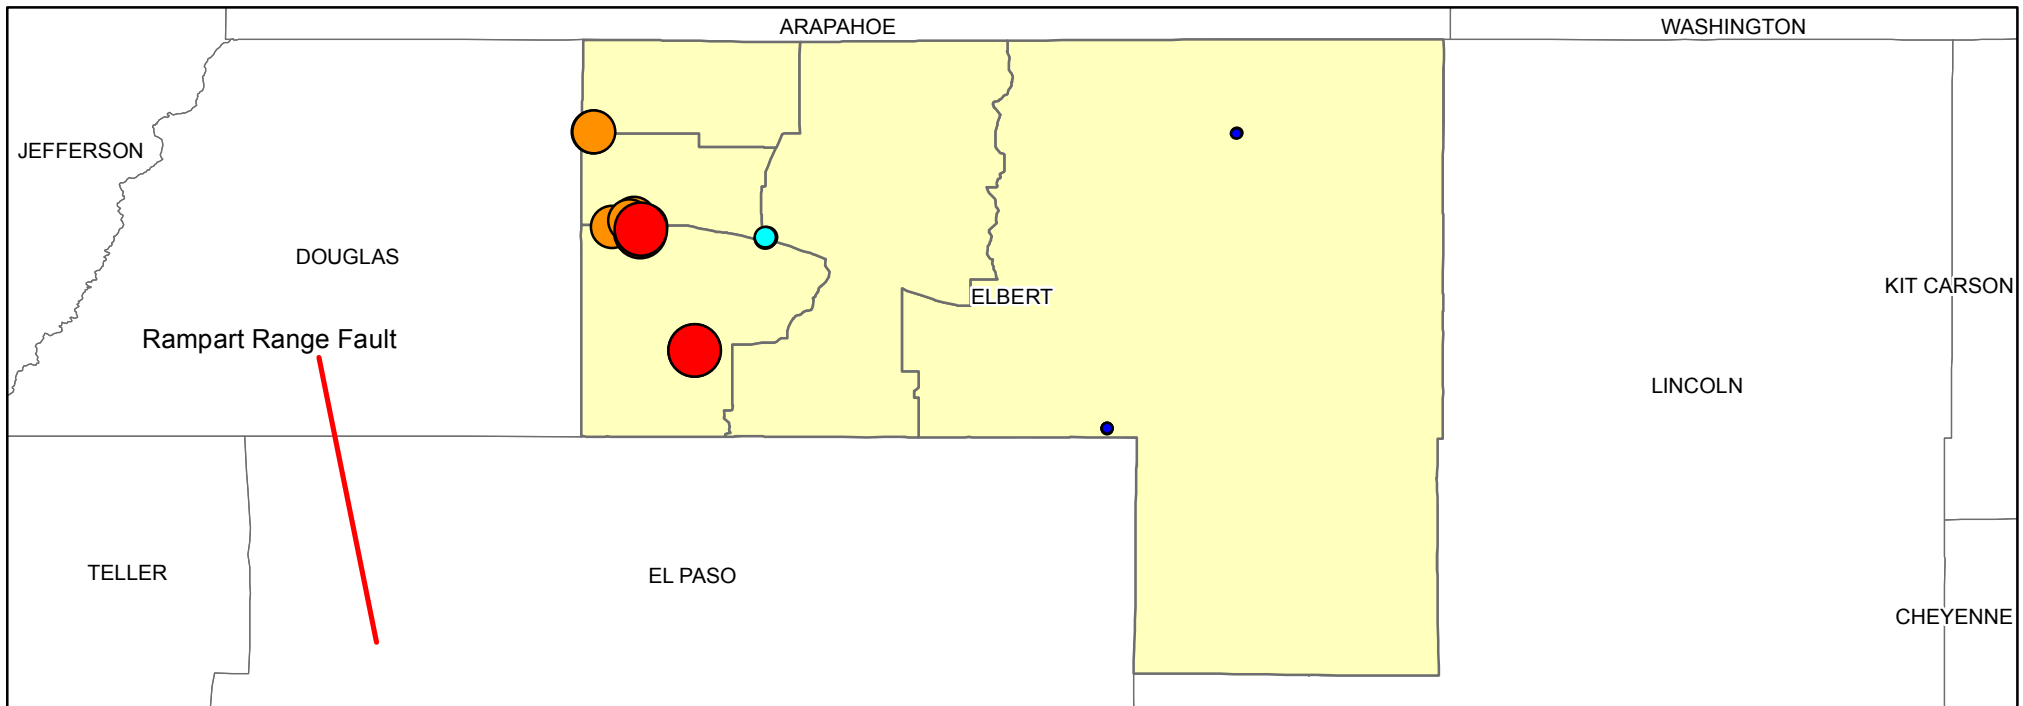 ARAPAHOE
WASHINGTON
JEFFERSON
DOUGLAS
KIT CARSON
ELBERT
Rampart Range Fault
LINCOLN
TELLER
EL PASO
CHEYENNE